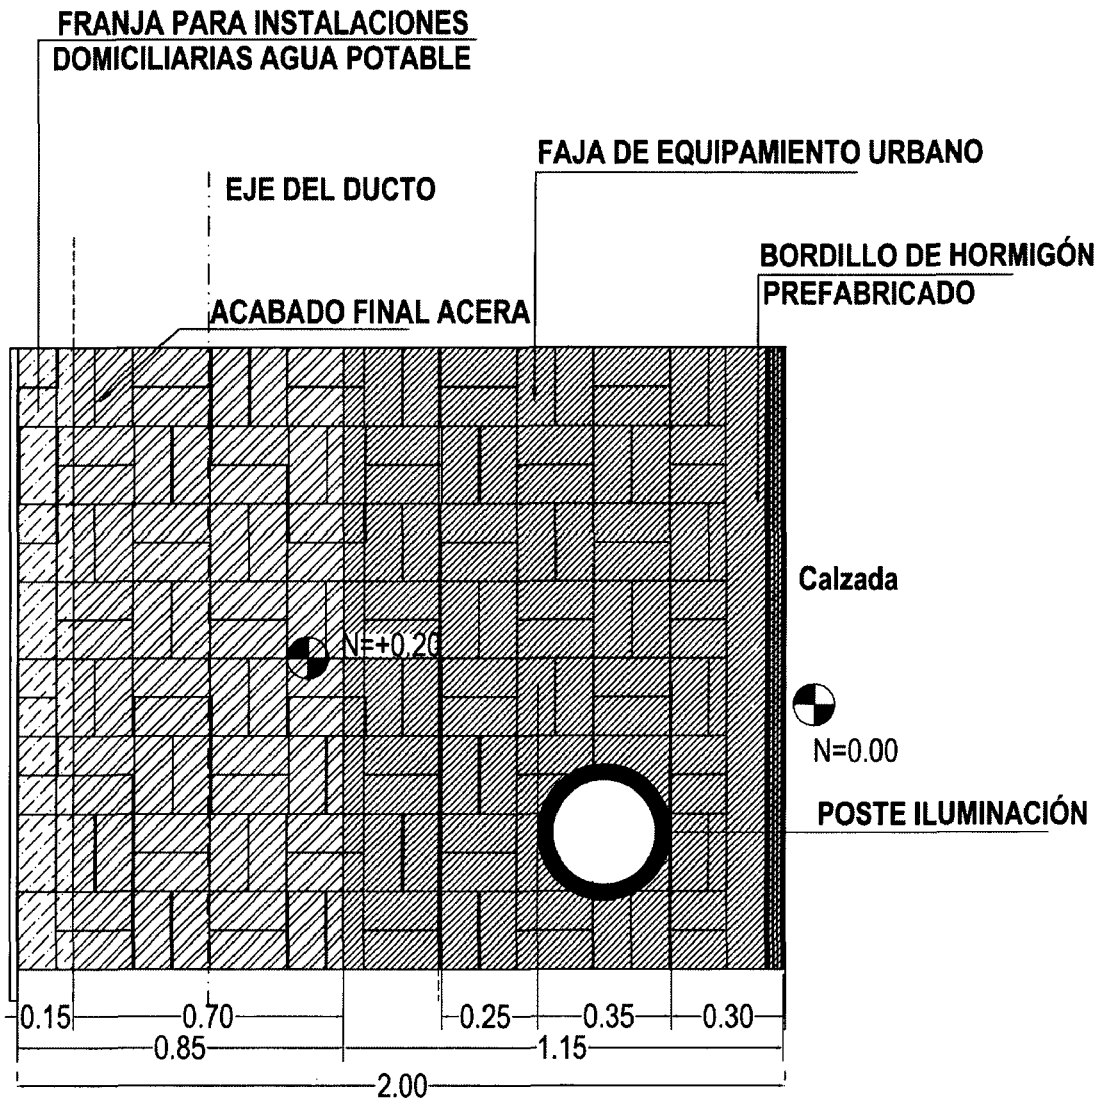 FRANJA PARA INSTALACIONES
DOMICILIARIAS AGUA POTABLE
FAJA DE EQUIPAMIENTO URBANO
EJE DEL DUCTO
BORDILLO DE HORMIGÓN
PREFABRICADO
ACABADO FINAL ACERA
Calzada
N=+0.20
N=0.00
POSTE ILUMINACIÓN
0.15 0.70 0.25 0.35 0.30
0.85 1.15
2.00